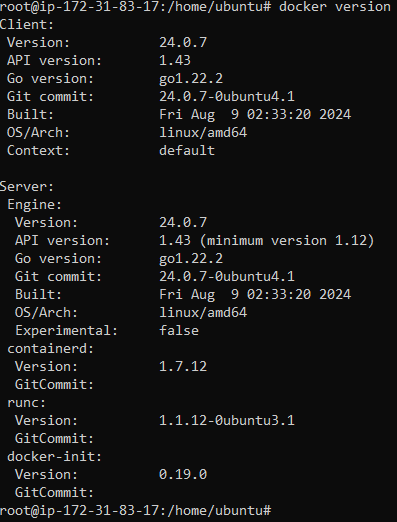 root@ip-172-31-83-17:/home/ubuntu# docker version
Client:
 Version:           24.0.7
 API version:       1.43
 Go version:        go1.22.2
 Git commit:        24.0.7-0ubuntu4.1
 Built:             Fri Aug  9 02:33:20 2024
 OS/Arch:           linux/amd64
 Context:           default

Server:
 Engine:
  Version:          24.0.7
  API version:      1.43 (minimum version 1.12)
  Go version:       go1.22.2
  Git commit:       24.0.7-0ubuntu4.1
  Built:            Fri Aug  9 02:33:20 2024
  OS/Arch:          linux/amd64
  Experimental:     false
 containerd:
  Version:          1.7.12
  GitCommit:
 runc:
  Version:          1.1.12-0ubuntu3.1
  GitCommit:
 docker-init:
  Version:          0.19.0
  GitCommit:
root@ip-172-31-83-17:/home/ubuntu#